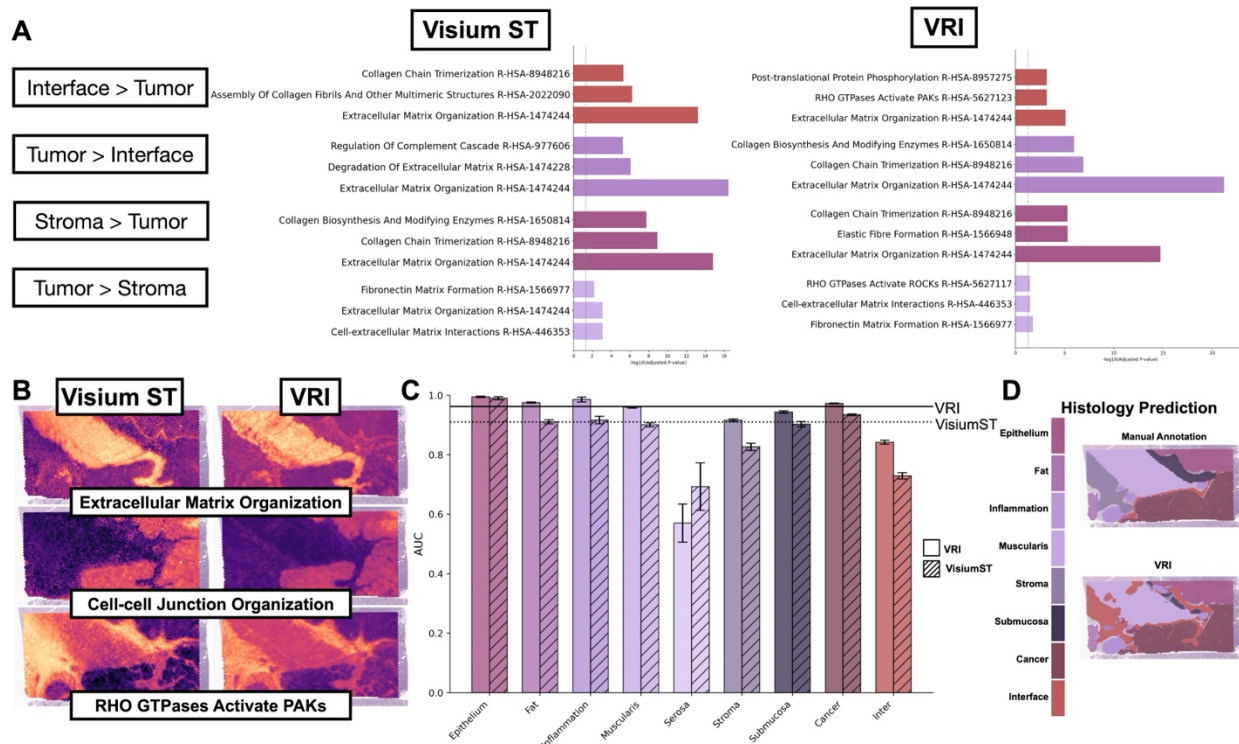 A
Visium ST
VRI
Interface > Tumor
Tumor > Interface
Stroma > Tumor
Tumor > Stroma
Collagen Chain Trimerization R-HSA-8948216
Assembly Of Collagen Fibrils And Other Multimeric Structures R-HSA-2022090
Extracellular Matrix Organization R-HSA-1474244
Regulation Of Complement Cascade R-HSA-977606
Degradation Of Extracellular Matrix R-HSA-1474228
Extracellular Matrix Organization R-HSA-1474244
Collagen Biosynthesis And Modifying Enzymes R-HSA-1650814
Collagen Chain Trimerization R-HSA-8948216
Extracellular Matrix Organization R-HSA-1474244
Fibronectin Matrix Formation R-HSA-1566977
Extracellular Matrix Organization R-HSA-1474244
Cell-extracellular Matrix Interactions R-HSA-446353
0 2 4 6 8 10 12 14 16
-log10(Adjusted P-value)
Post-translational Protein Phosphorylation R-HSA-8957275
RHO GTPases Activate PAKs R-HSA-5627123
Extracellular Matrix Organization R-HSA-1474244
Collagen Biosynthesis And Modifying Enzymes R-HSA-1650814
Collagen Chain Trimerization R-HSA-8948216
Extracellular Matrix Organization R-HSA-1474244
Collagen Chain Trimerization R-HSA-8948216
Elastic Fibre Formation R-HSA-1566948
Extracellular Matrix Organization R-HSA-1474244
RHO GTPases Activate ROCKs R-HSA-5627117
Cell-extracellular Matrix Interactions R-HSA-446353
Fibronectin Matrix Formation R-HSA-1566977
0 5 10 15 20
-log10(Adjusted P-value)
B
Visium ST
VRI
Extracellular Matrix Organization
Cell-cell Junction Organization
RHO GTPases Activate PAKs
C
1.0
0.8
0.6
0.4
0.2
0.0
AUC
VRI
VisiumST
VRI
VisiumST
Epithelium
Fat
Inflammation
Muscularis
Serosa
Stroma
Submucosa
Cancer
Inter
D
Histology Prediction
Epithelium
Fat
Inflammation
Muscularis
Stroma
Submucosa
Cancer
Interface
Manual Annotation
VRI